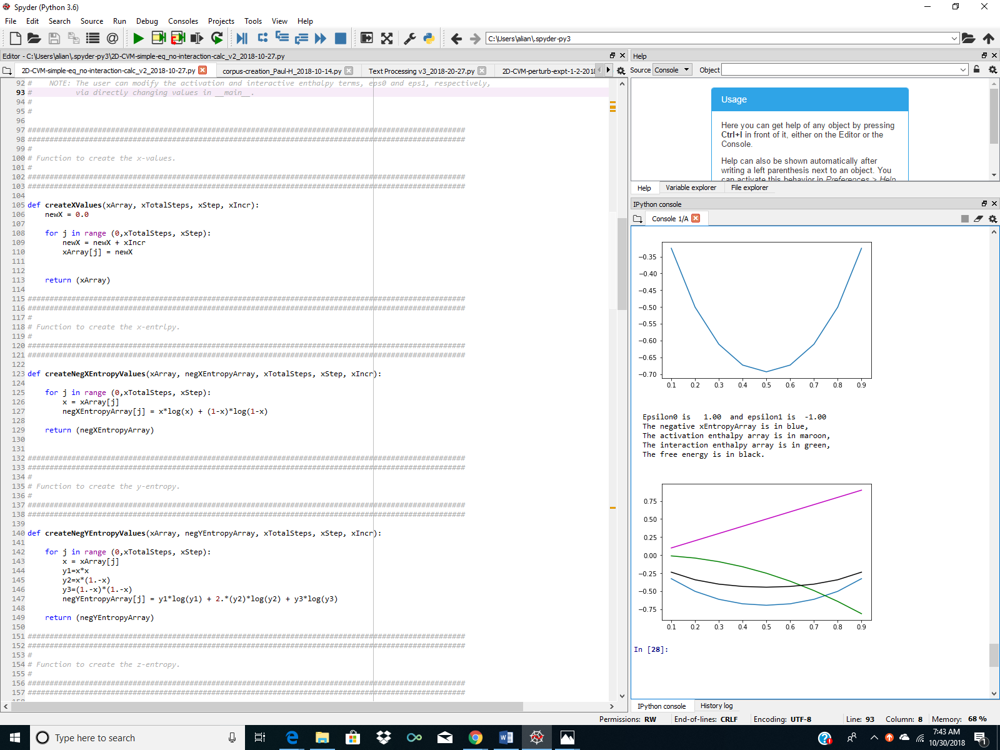 Spyder (Python 3.6)
File Edit Search Source Run Debug Consoles Projects Tools View Help
C:\Users\alian\.spyder-py3
Editor - C:\Users\alian\.spyder-py3\2D-CVM-simple-eq_no-interaction-calc_v2_2018-10-27.py
2D-CVM-simple-eq_no-interaction-calc_v2_2018-10-27.py corpus-creation_Paul-H_2018-10-14.py Text Processing v3_2018-20-27.py 2D-CVM-perturb-expt-1-2-2018
92 #    NOTE: The user can modify the activation and interactive enthalpy terms, eps0 and eps1, respectively,
93 #          via directly changing values in __main__.
94 #
95 #
96
97 ####################################################################################################
98 ####################################################################################################
99 #
100 # Function to create the x-values.
101 #
102 ####################################################################################################
103 ####################################################################################################
104
105 def createXValues(xArray, xTotalSteps, xStep, xIncr):
106     newX = 0.0
107
108     for j in range (0,xTotalSteps, xStep):
109         newX = newX + xIncr
110         xArray[j] = newX
111
112
113     return (xArray)
114
115 ####################################################################################################
116 ####################################################################################################
117 #
118 # Function to create the x-entrlpy.
119 #
120 ####################################################################################################
121 ####################################################################################################
122
123 def createNegXEntropyValues(xArray, negXEntropyArray, xTotalSteps, xStep, xIncr):
124
125     for j in range (0,xTotalSteps, xStep):
126         x = xArray[j]
127         negXEntropyArray[j] = x*log(x) + (1-x)*log(1-x)
128
129     return (negXEntropyArray)
130
131
132 ####################################################################################################
133 ####################################################################################################
134 #
135 # Function to create the y-entropy.
136 #
137 ####################################################################################################
138 ####################################################################################################
139
140 def createNegYEntropyValues(xArray, negYEntropyArray, xTotalSteps, xStep, xIncr):
141
142     for j in range (0,xTotalSteps, xStep):
143         x = xArray[j]
144         y1=x*x
145         y2=x*(1.-x)
146         y3=(1.-x)*(1.-x)
147         negYEntropyArray[j] = y1*log(y1) + 2.*(y2)*log(y2) + y3*log(y3)
148
149     return (negYEntropyArray)
150
151 ####################################################################################################
152 ####################################################################################################
153 #
154 # Function to create the z-entropy.
155 #
156 ####################################################################################################
157 ####################################################################################################
Help
Source Console Object
Usage
Here you can get help of any object by pressing
Ctrl+I in front of it, either on the Editor or the
Console.
Help can also be shown automatically after
writing a left parenthesis next to an object. You
can activate this behavior in Preferences > Help.
Help Variable explorer File explorer
IPython console
Console 1/A
−0.35
−0.40
−0.45
−0.50
−0.55
−0.60
−0.65
−0.70
0.1 0.2 0.3 0.4 0.5 0.6 0.7 0.8 0.9
Epsilon0 is   1.00  and epsilon1 is  -1.00
The negative xEntropyArray is in blue,
The activation enthalpy array is in maroon,
The interaction enthalpy array is in green,
The free energy is in black.
0.75
0.50
0.25
0.00
−0.25
−0.50
−0.75
0.1 0.2 0.3 0.4 0.5 0.6 0.7 0.8 0.9
In [28]:
IPython console History log
Permissions: RW End-of-lines: CRLF Encoding: UTF-8 Line: 93 Column: 8 Memory: 68 %
Type here to search
7:43 AM
10/30/2018
1